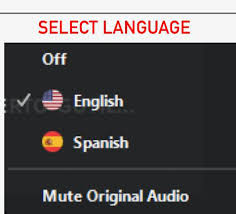 SELECT LANGUAGE
Off
English
Spanish
Mute Original Audio